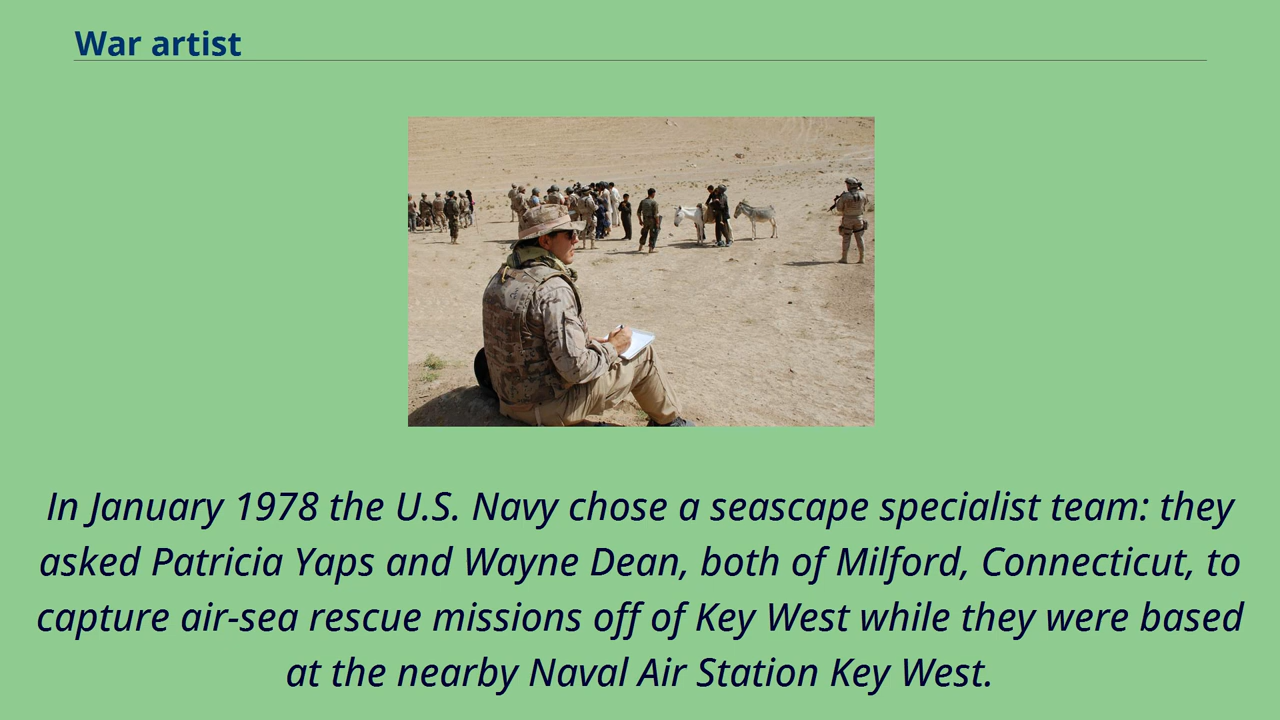 War artist
In January 1978 the U.S. Navy chose a seascape specialist team: they
asked Patricia Yaps and Wayne Dean, both of Milford, Connecticut, to
capture air-sea rescue missions off of Key West while they were based
at the nearby Naval Air Station Key West.